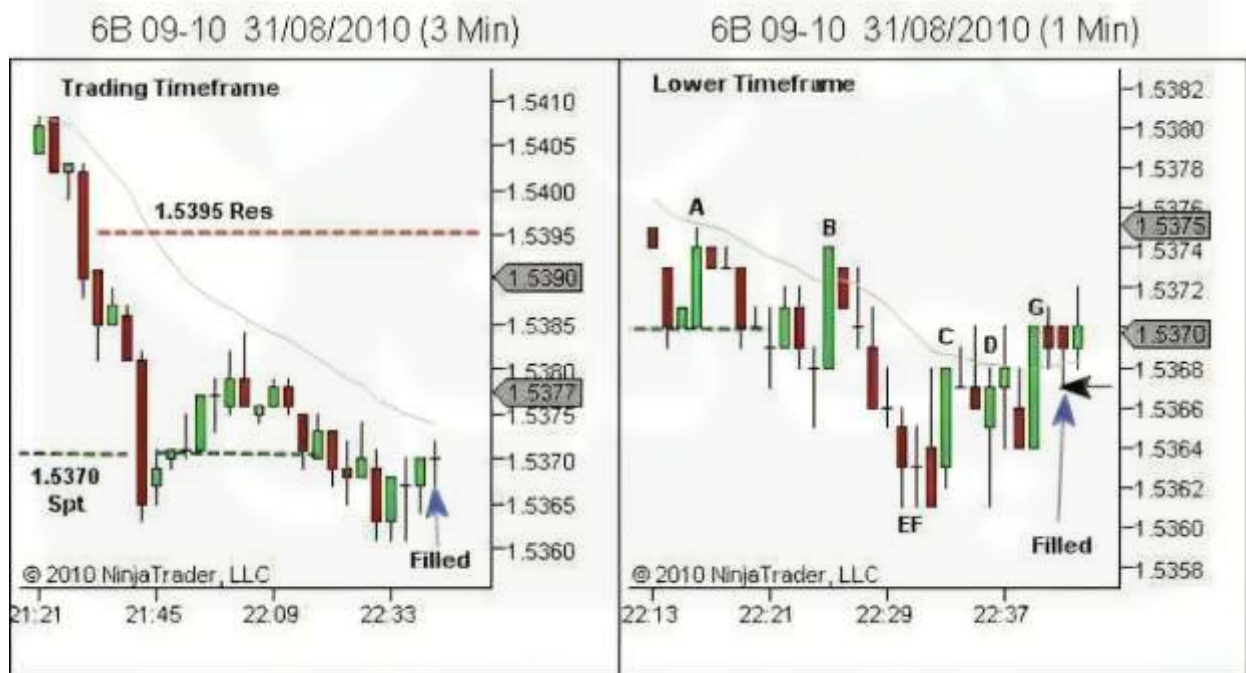 6B 09-10 31/08/2010 (3 Min)
Trading Timeframe
1.5395 Res
1.5370
Spt
Filled
© 2010 NinjaTrader, LLC
1.5410
1.5405
1.5400
1.5395
1.5390
1.5385
1.5380
1.5377
1.5375
1.5370
1.5365
1.5360
21:21 21:45 22:09 22:33
6B 09-10 31/08/2010 (1 Min)
Lower Timeframe
A
B
C
D
G
EF
Filled
© 2010 NinjaTrader, LLC
1.5382
1.5380
1.5378
1.5376
1.5375
1.5374
1.5372
1.5370
1.5368
1.5366
1.5364
1.5362
1.5360
1.5358
22:13 22:21 22:29 22:37